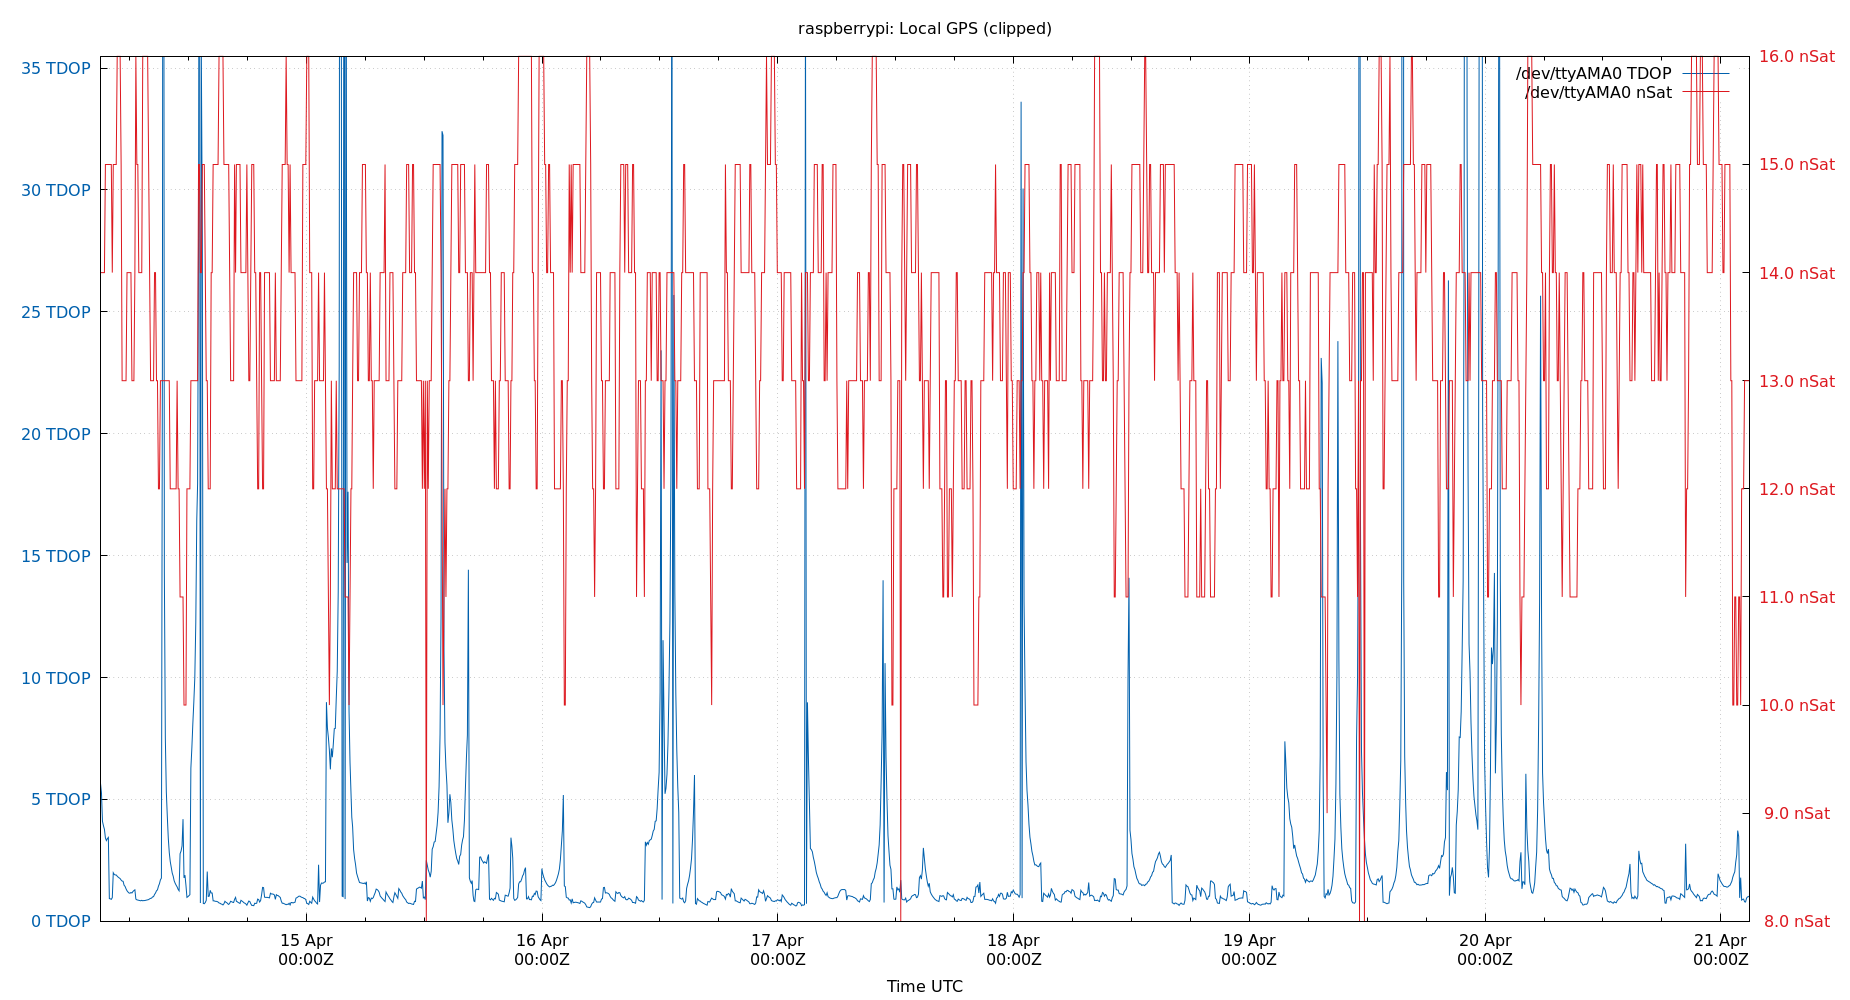 raspberrypi: Local GPS (clipped)
35 TDOP
30 TDOP
25 TDOP
20 TDOP
15 TDOP
10 TDOP
5 TDOP
0 TDOP
16.0 nSat
15.0 nSat
14.0 nSat
13.0 nSat
12.0 nSat
11.0 nSat
10.0 nSat
9.0 nSat
8.0 nSat
/dev/ttyAMA0 TDOP
/dev/ttyAMA0 nSat
15 Apr 16 Apr 17 Apr 18 Apr 19 Apr 20 Apr 21 Apr
00:00Z 00:00Z 00:00Z 00:00Z 00:00Z 00:00Z 00:00Z
Time UTC